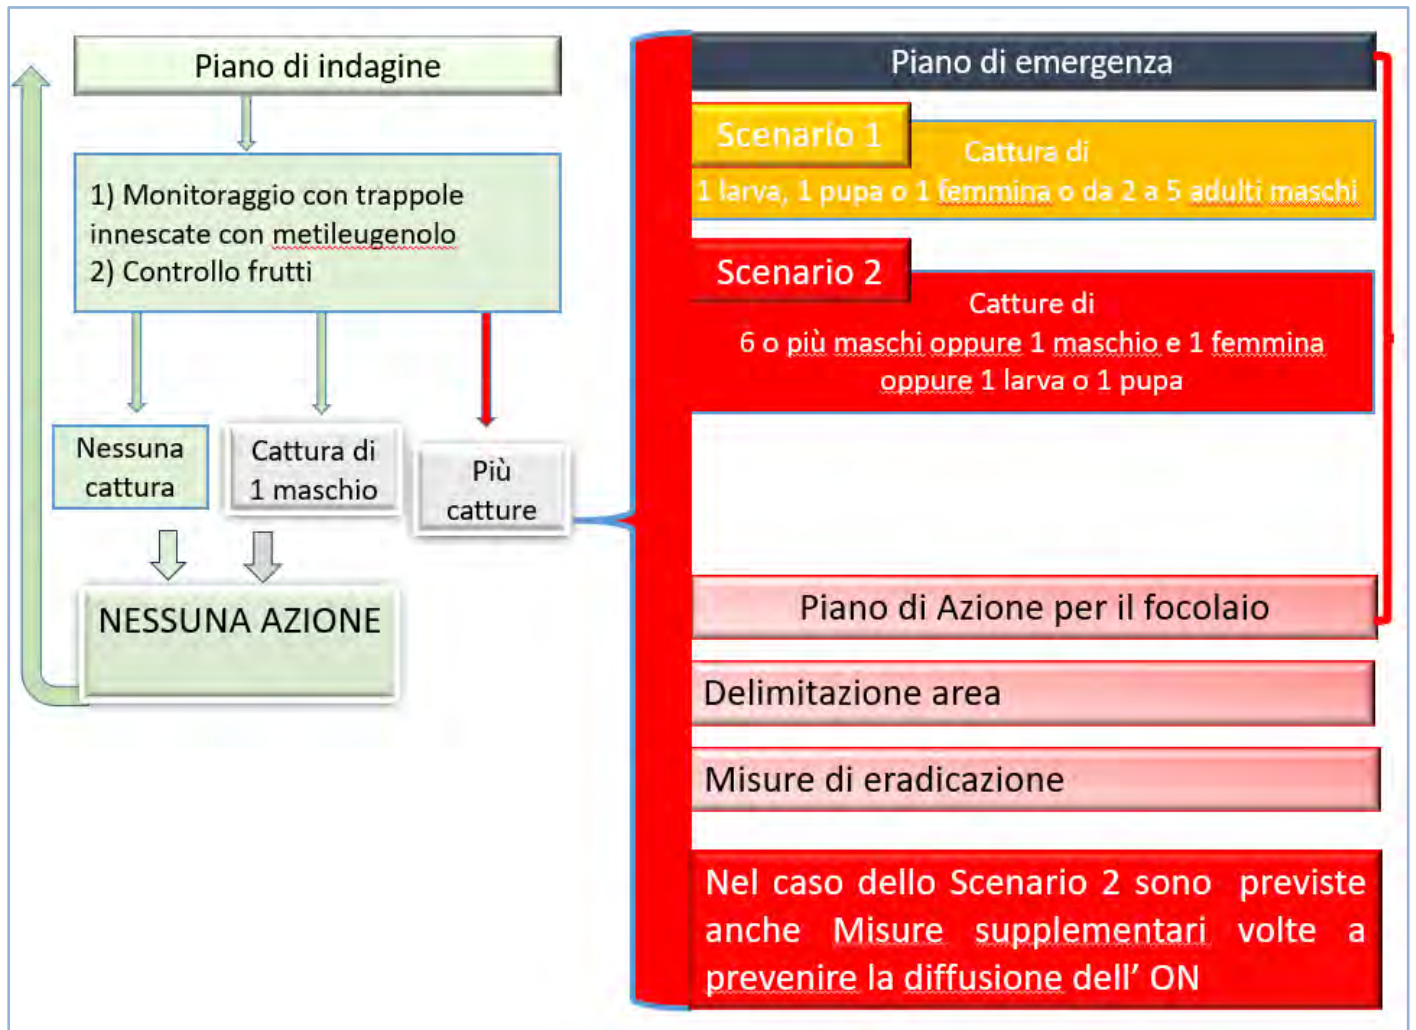 Piano di indagine
1) Monitoraggio con trappole
innescate con metileugenolo
2) Controllo frutti
Nessuna
cattura
Cattura di
1 maschio
Più
catture
NESSUNA AZIONE
Piano di emergenza
Scenario 1
Cattura di
1 larva, 1 pupa o 1 femmina o da 2 a 5 adulti maschi
Scenario 2
Catture di
6 o più maschi oppure 1 maschio e 1 femmina
oppure 1 larva o 1 pupa
Piano di Azione per il focolaio
Delimitazione area
Misure di eradicazione
Nel caso dello Scenario 2 sono previste
anche Misure supplementari volte a
prevenire la diffusione dell' ON